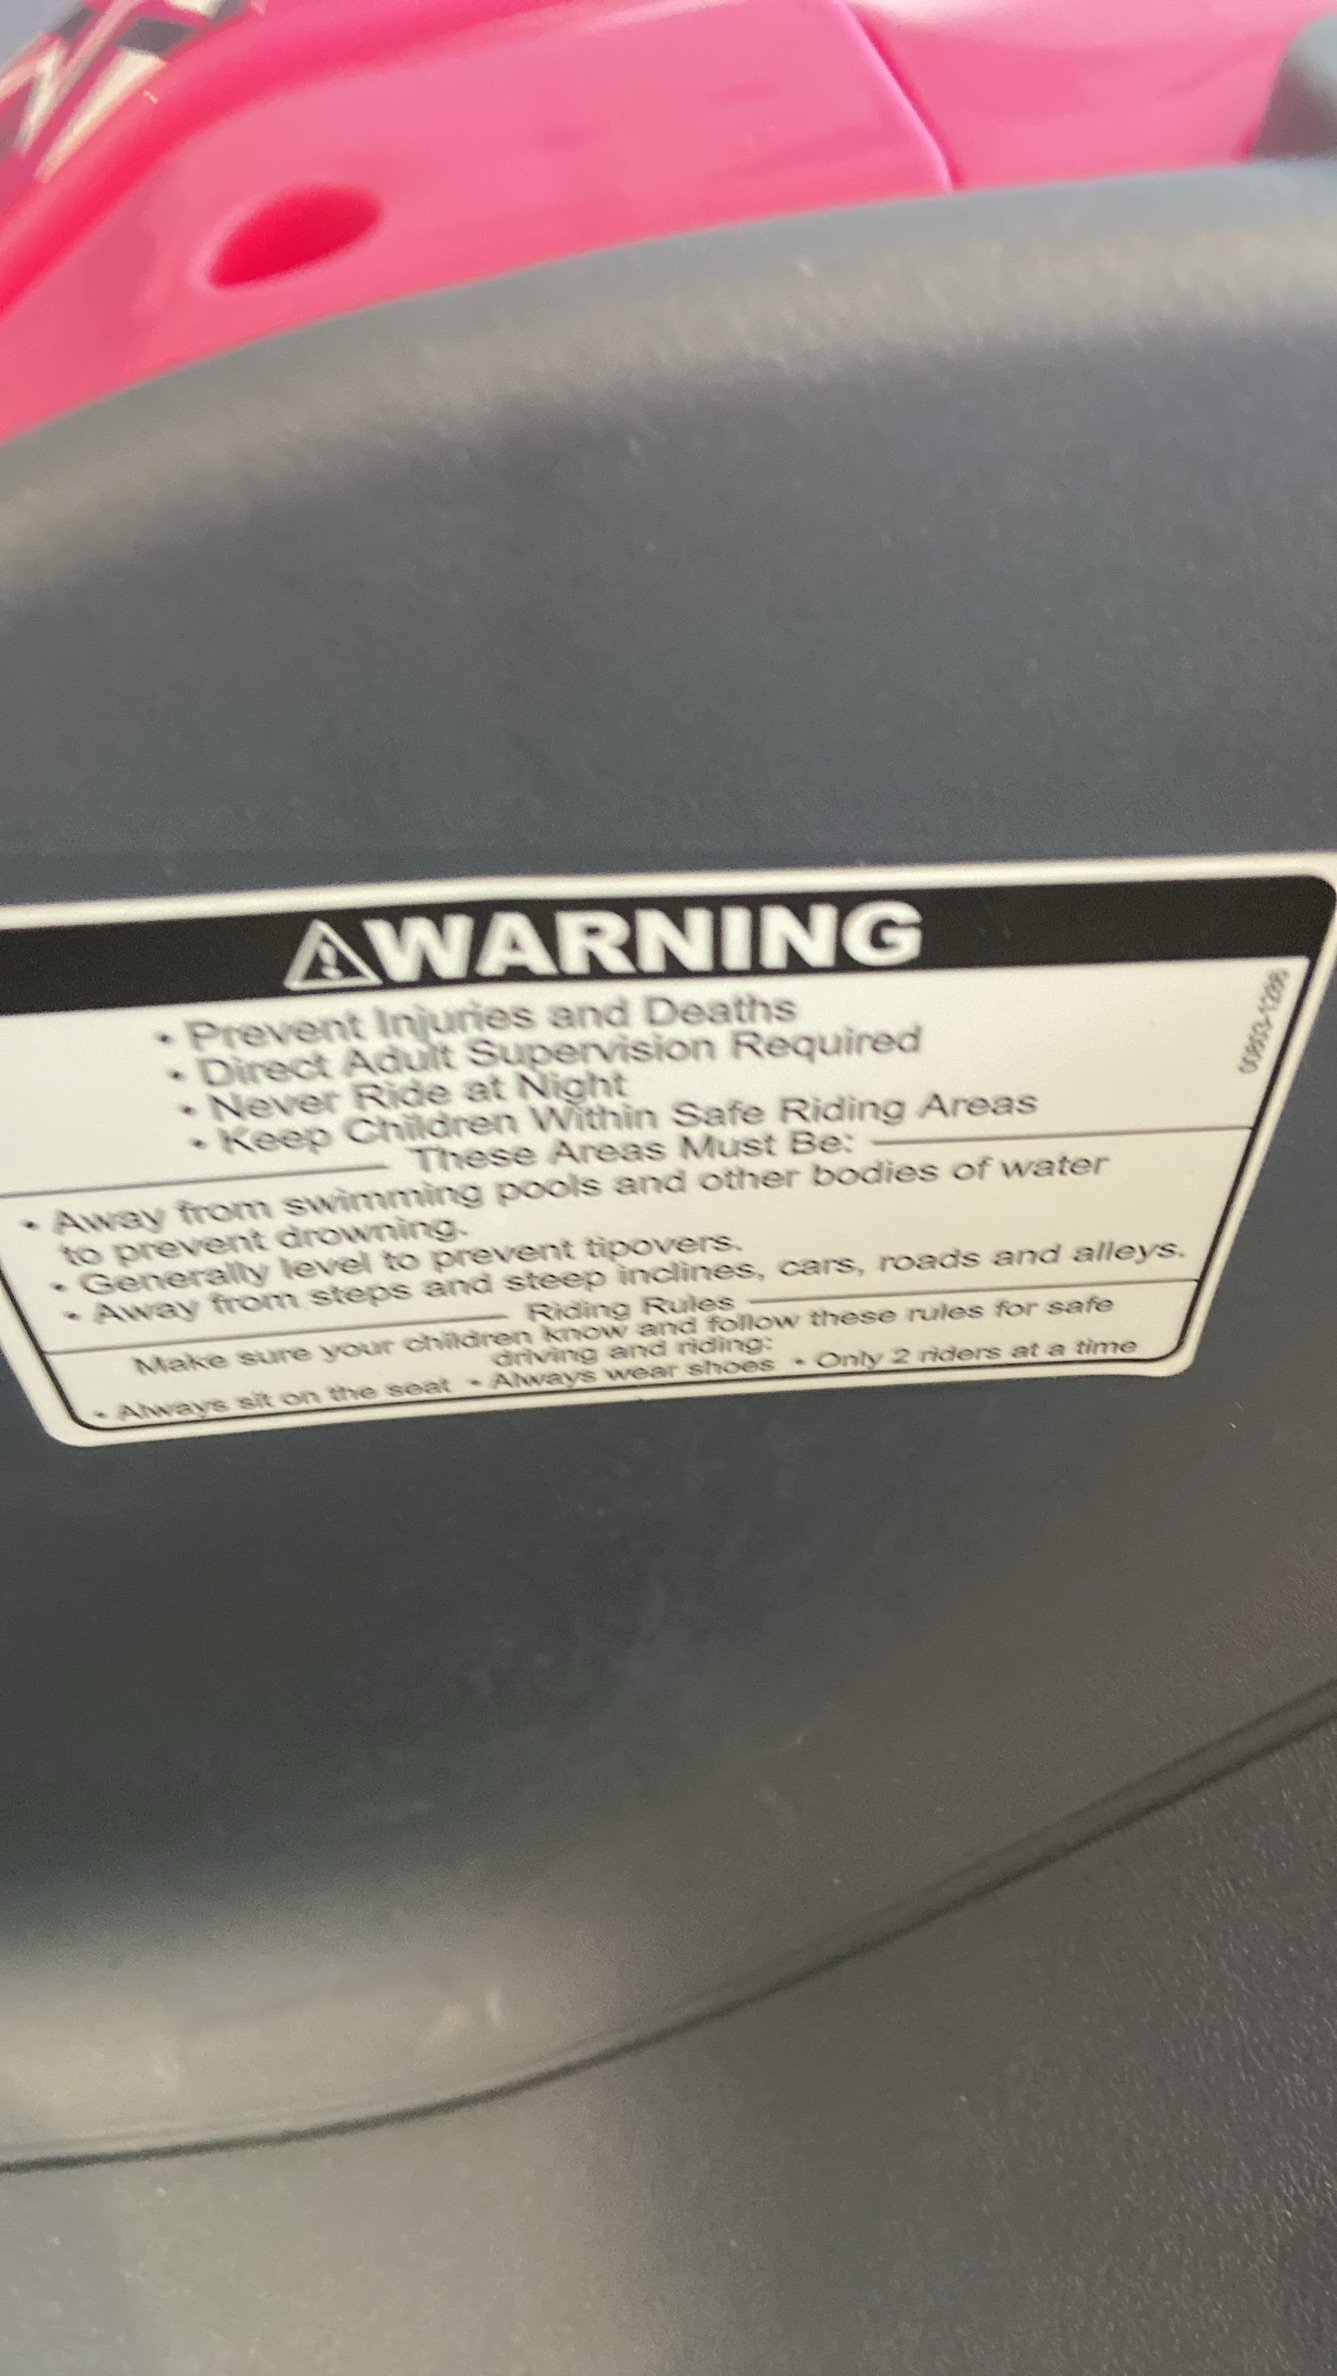 ⚠WARNING
• Prevent Injuries and Deaths
• Direct Adult Supervision Required
• Never Ride at Night
• Keep Children Within Safe Riding Areas
These Areas Must Be:
• Away from swimming pools and other bodies of water
to prevent drowning.
• Generally level to prevent tipovers.
• Away from steps and steep inclines, cars, roads and alleys.
Riding Rules
Make sure your children know and follow these rules for safe
driving and riding:
• Always sit on the seat • Always wear shoes • Only 2 riders at a time
00803-1286